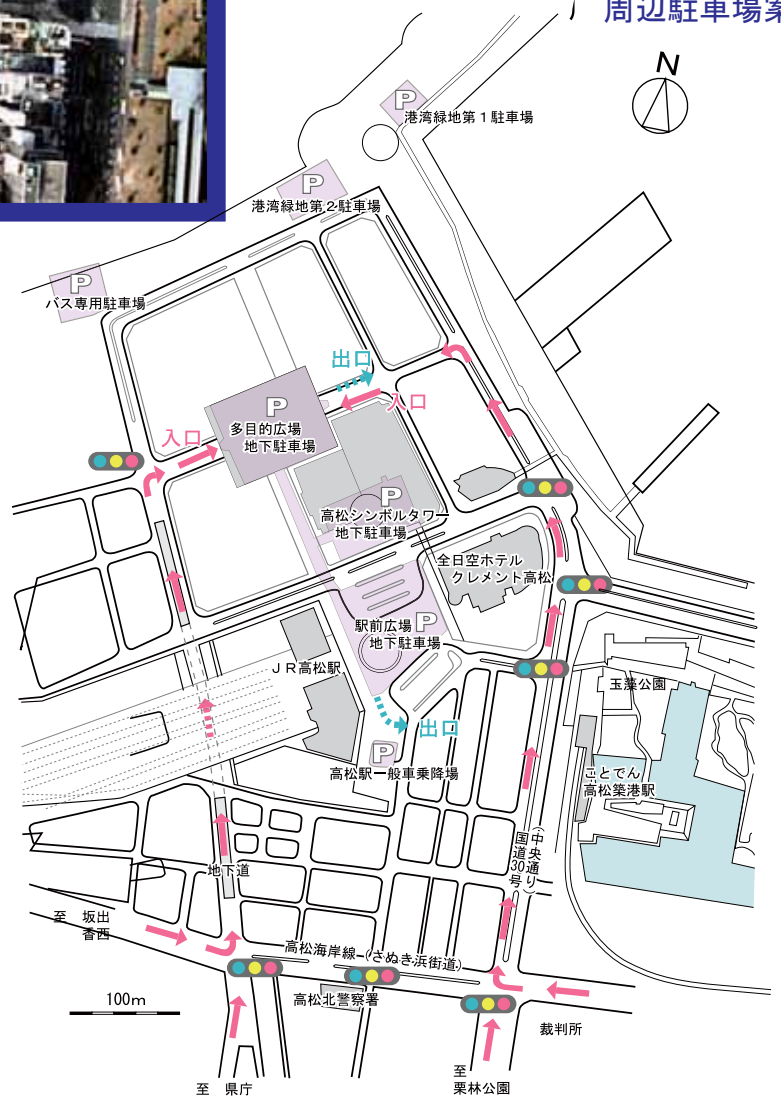 周辺駐車場案
N
P
港湾緑地第1駐車場
P
港湾緑地第2駐車場
P
バス専用駐車場
出口
入口
入口
P
多目的広場
地下駐車場
P
高松シンボルタワー
地下駐車場
全日空ホテル
クレメント高松
P
駅前広場
地下駐車場
JR高松駅
玉藻公園
出口
P
高松駅一般車乗降場
ことでん
高松築港駅
(中央通り)
国道30号
地下道
至 坂出
香西
高松海岸線(さぬき浜街道)
100m
高松北警察署
裁判所
至
栗林公園
至 県庁